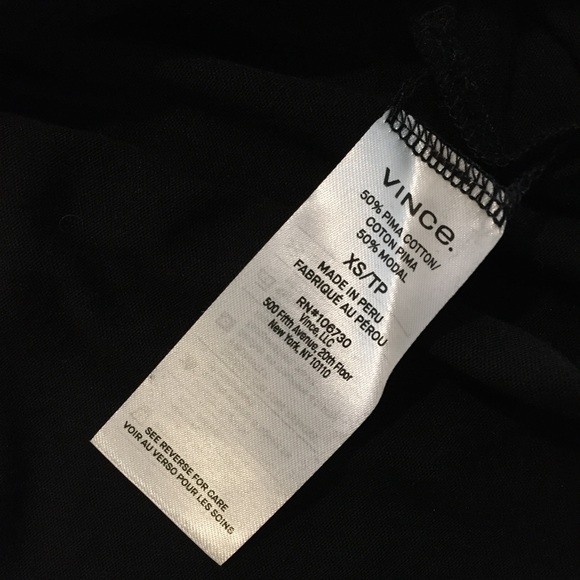 VINCe.
50% PIMA COTTON/
COTON PIMA
50% MODAL
XS/TP
MADE IN PERU
FABRIQUÉ AU PÉROU
RN#106730
Vince, LLC
500 Fifth Avenue, 20th Floor
New York, NY 10110
SEE REVERSE FOR CARE
VOIR AU VERSO POUR LES SOINS